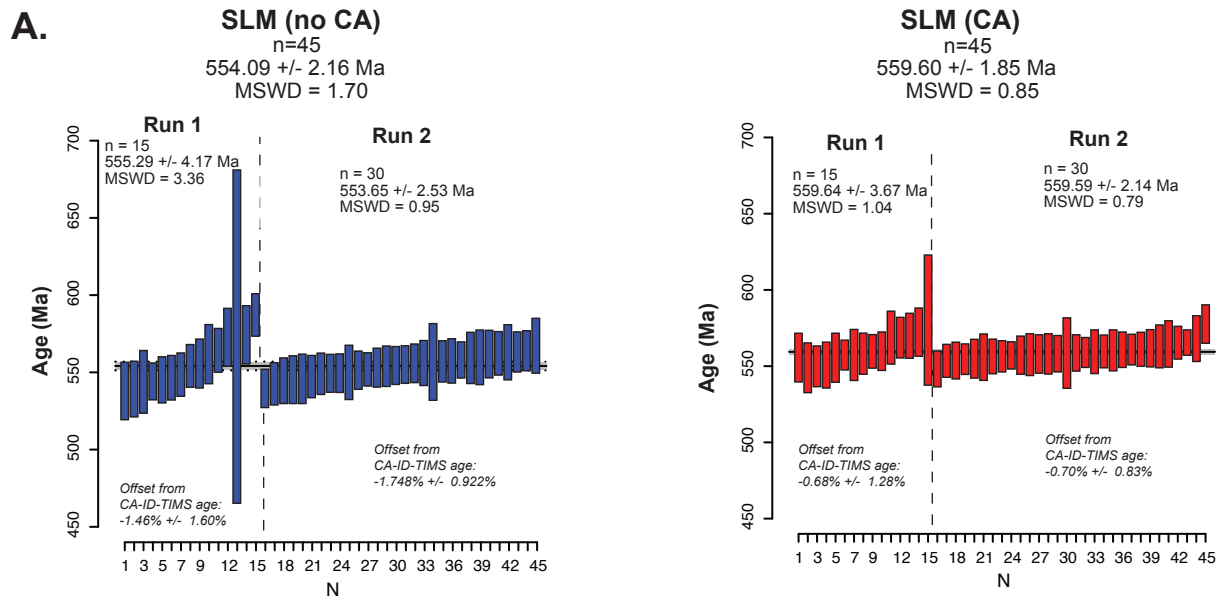 A.
SLM (no CA)
n=45
554.09 +/- 2.16 Ma
MSWD = 1.70
Run 1
n = 15
555.29 +/- 4.17 Ma
MSWD = 3.36
Run 2
n = 30
553.65 +/- 2.53 Ma
MSWD = 0.95
Age (Ma)
700
650
600
550
500
450
Offset from
CA-ID-TIMS age:
-1.46% +/- 1.60%
Offset from
CA-ID-TIMS age:
-1.748% +/- 0.922%
1 3 5 7 9 12 15 18 21 24 27 30 33 36 39 42 45
N
SLM (CA)
n=45
559.60 +/- 1.85 Ma
MSWD = 0.85
Run 1
n = 15
559.64 +/- 3.67 Ma
MSWD = 1.04
Run 2
n = 30
559.59 +/- 2.14 Ma
MSWD = 0.79
Age (Ma)
700
650
600
550
500
450
Offset from
CA-ID-TIMS age:
-0.68% +/- 1.28%
Offset from
CA-ID-TIMS age:
-0.70% +/- 0.83%
1 3 5 7 9 12 15 18 21 24 27 30 33 36 39 42 45
N